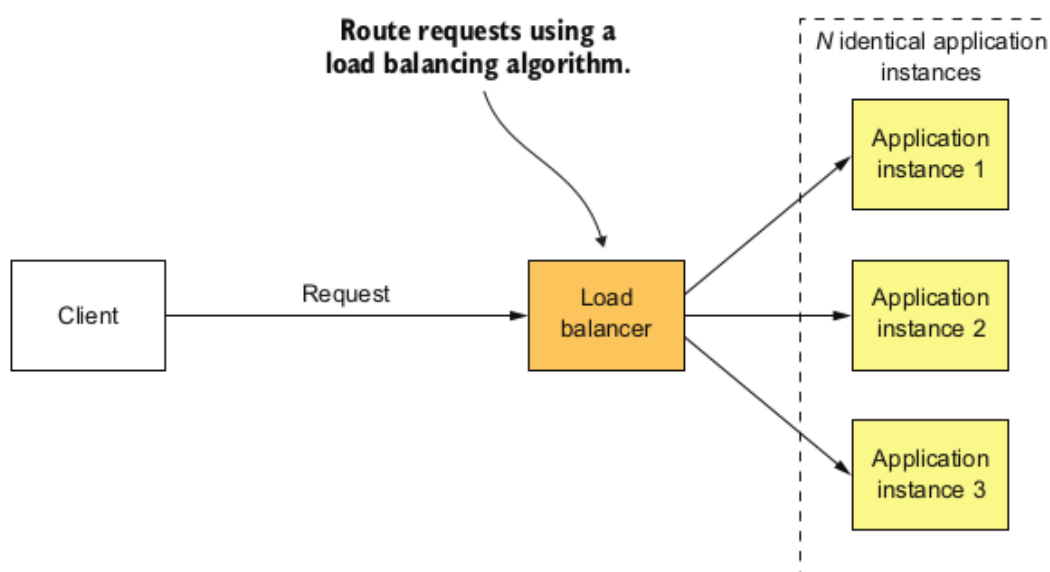 Route requests using a
load balancing algorithm.
N identical application
instances
Application
instance 1
Client
Request
Load
balancer
Application
instance 2
Application
instance 3